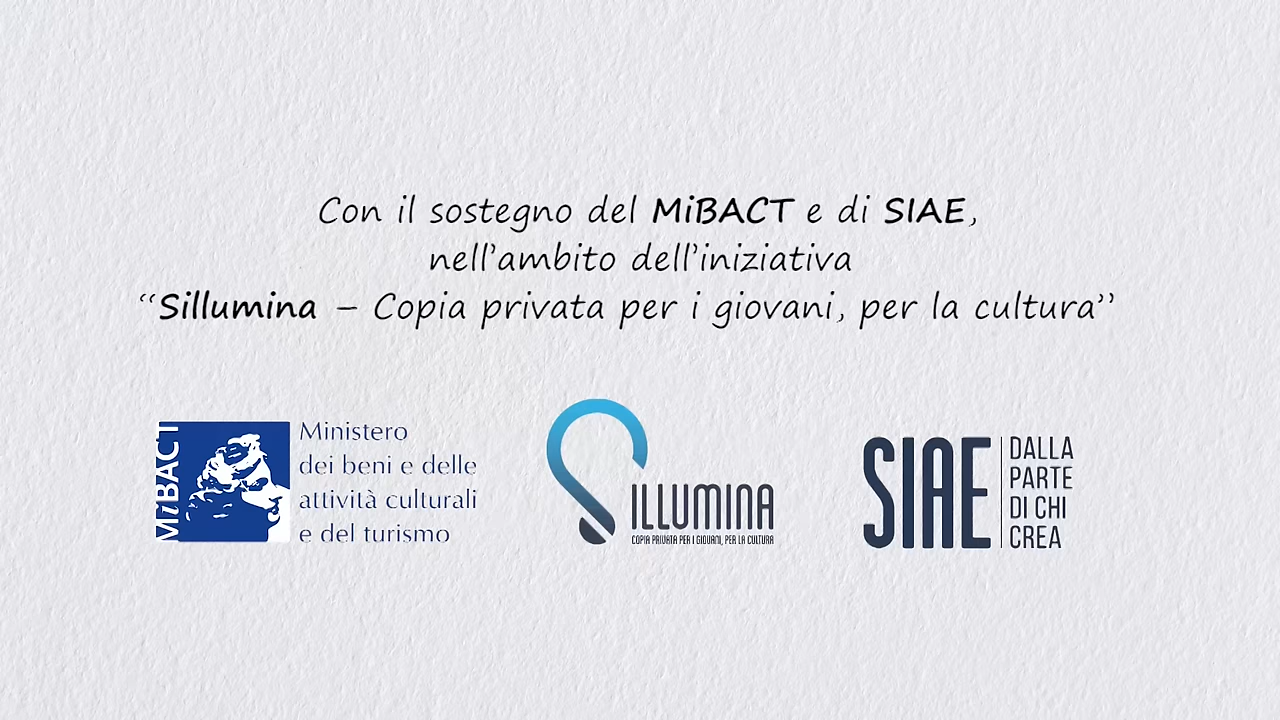 Con il sostegno del MiBACT e di SIAE,
nell’ambito dell’iniziativa
“Sillumina – Copia privata per i giovani, per la cultura”
MiBACT
Ministero
dei beni e delle
attività culturali
e del turismo
SILLUMINA
COPIA PRIVATA PER I GIOVANI, PER LA CULTURA
SIAE
DALLA
PARTE
DI CHI
CREA